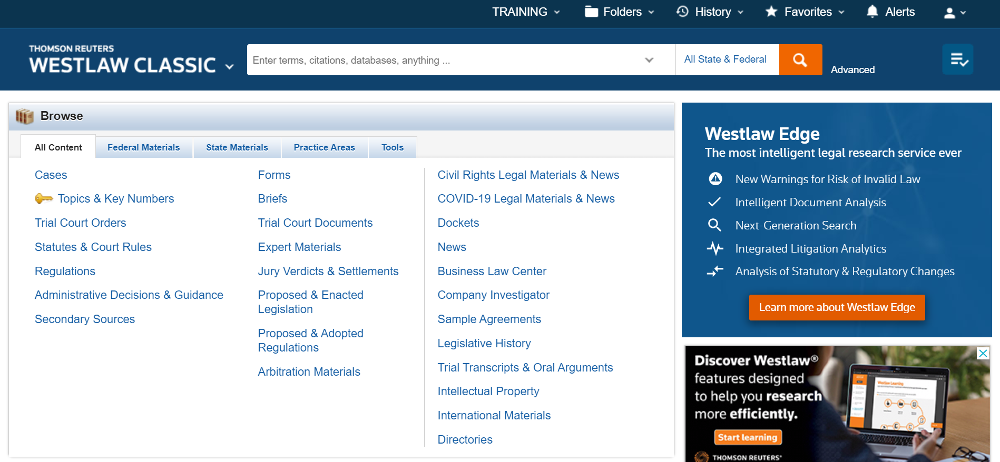 TRAINING
Folders
History
Favorites
Alerts
THOMSON REUTERS
WESTLAW CLASSIC
Enter terms, citations, databases, anything ...
All State & Federal
Advanced
Browse
All Content
Federal Materials
State Materials
Practice Areas
Tools
Cases
Topics & Key Numbers
Trial Court Orders
Statutes & Court Rules
Regulations
Administrative Decisions & Guidance
Secondary Sources
Forms
Briefs
Trial Court Documents
Expert Materials
Jury Verdicts & Settlements
Proposed & Enacted
Legislation
Proposed & Adopted
Regulations
Arbitration Materials
Civil Rights Legal Materials & News
COVID-19 Legal Materials & News
Dockets
News
Business Law Center
Company Investigator
Sample Agreements
Legislative History
Trial Transcripts & Oral Arguments
Intellectual Property
International Materials
Directories
Westlaw Edge
The most intelligent legal research service ever
New Warnings for Risk of Invalid Law
Intelligent Document Analysis
Next-Generation Search
Integrated Litigation Analytics
Analysis of Statutory & Regulatory Changes
Learn more about Westlaw Edge
Discover Westlaw®
features designed
to help you research
more efficiently.
Westlaw Learning
Start learning
THOMSON REUTERS®